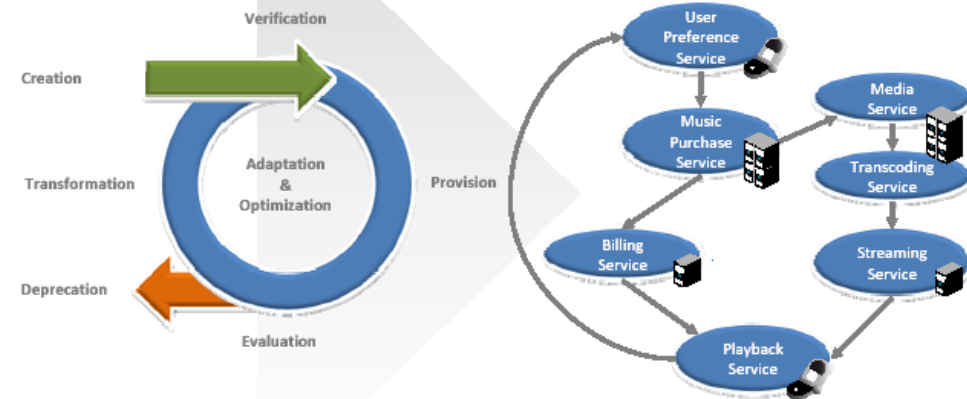 Verification
Creation
Adaptation
&
Optimization
Transformation
Provision
Deprecation
Evaluation
User
Preference
Service
Music
Purchase
Service
Media
Service
Transcoding
Service
Billing
Service
Streaming
Service
Playback
Service